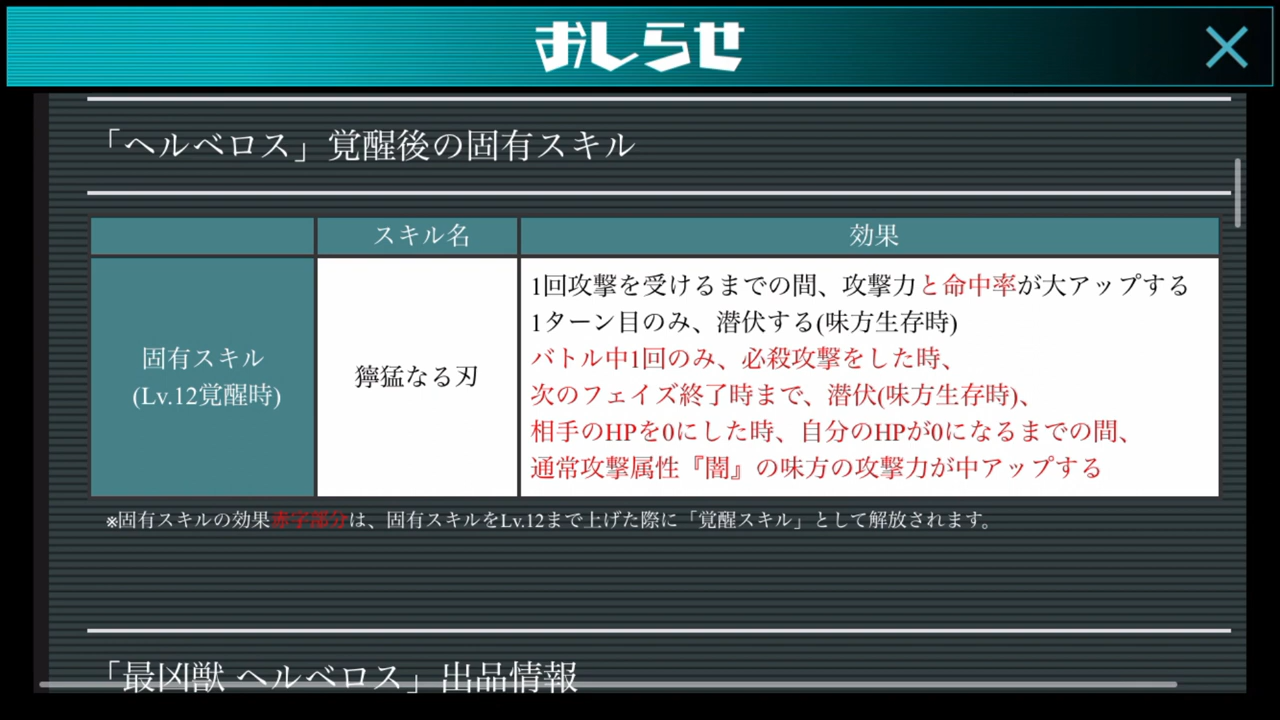 おしらせ
「ヘルベロス」覚醒後の固有スキル
スキル名
効果
固有スキル
(Lv.12覚醒時)
獰猛なる刃
1回攻撃を受けるまでの間、攻撃力と命中率が大アップする
1ターン目のみ、潜伏する(味方生存時)
バトル中1回のみ、必殺攻撃をした時、
次のフェイズ終了時まで、潜伏(味方生存時)、
相手のHPを0にした時、自分のHPが0になるまでの間、
通常攻撃属性『闇』の味方の攻撃力が中アップする
※固有スキルの効果赤字部分は、固有スキルをLv.12まで上げた際に「覚醒スキル」として解放されます。
「最凶獣 ヘルベロス」出品情報